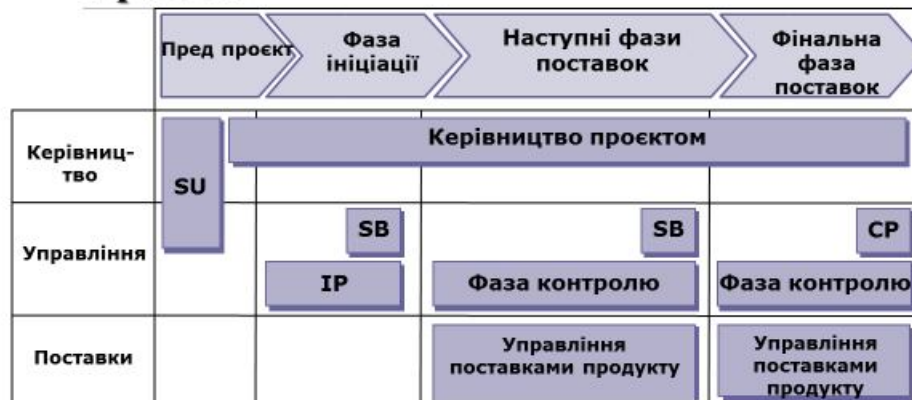 Пред проєкт
Фаза
ініціації
Наступні фази
поставок
Фінальна
фаза
поставок
Керівниц-
тво
SU
Керівництво проєктом
Управління
SB
SB
CP
IP
Фаза контролю
Фаза контролю
Поставки
Управління
поставками продукту
Управління
поставками
продукту